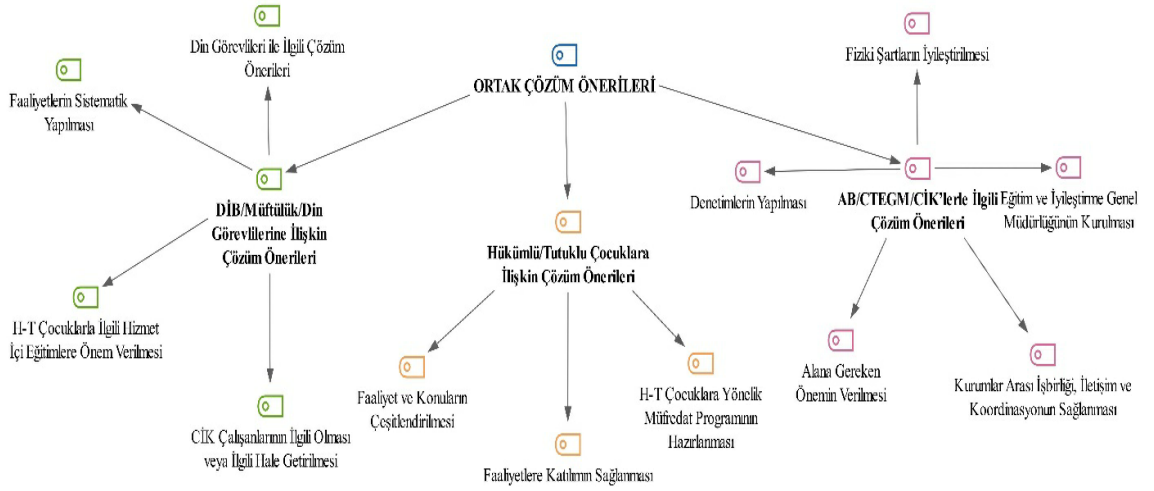 Din Görevlileri ile İlgili Çözüm
Önerileri
Faaliyetlerin Sistematik
Yapılması
ORTAK ÇÖZÜM ÖNERİLERİ
Fiziki Şartların İyileştirilmesi
DİB/Müftülük/Din
Görevlilerine İlişkin
Çözüm Önerileri
Hükümlü/Tutuklu Çocuklara
İlişkin Çözüm Önerileri
Denetimlerin Yapılması
AB/CTEGM/CİK'lerle İlgili
Çözüm Önerileri
Eğitim ve İyileştirme Genel
Müdürlüğünün Kurulması
H-T Çocuklarla İlgili Hizmet
İçi Eğitimlere Önem Verilmesi
CİK Çalışanlarının İlgili Olması
veya İlgili Hale Getirilmesi
Faaliyet ve Konuların
Çeşitlendirilmesi
Faaliyetlere Katılımın Sağlanması
H-T Çocuklara Yönelik
Müfredat Programının
Hazırlanması
Alana Gereken
Önemin Verilmesi
Kurumlar Arası İşbirliği, İletişim ve
Koordinasyonun Sağlanması